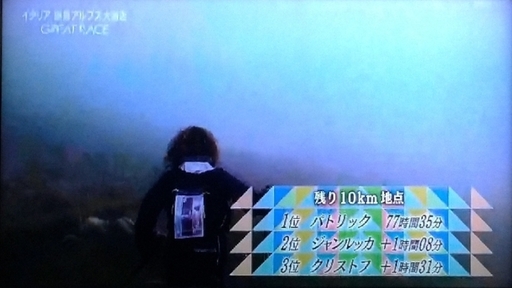 イタリア 絶景アルプス大激走
GREAT RACE
残り10km地点
1位 パトリック 77時間35分
2位 ジャンルッカ +1時間08分
3位 クリストフ +1時間31分